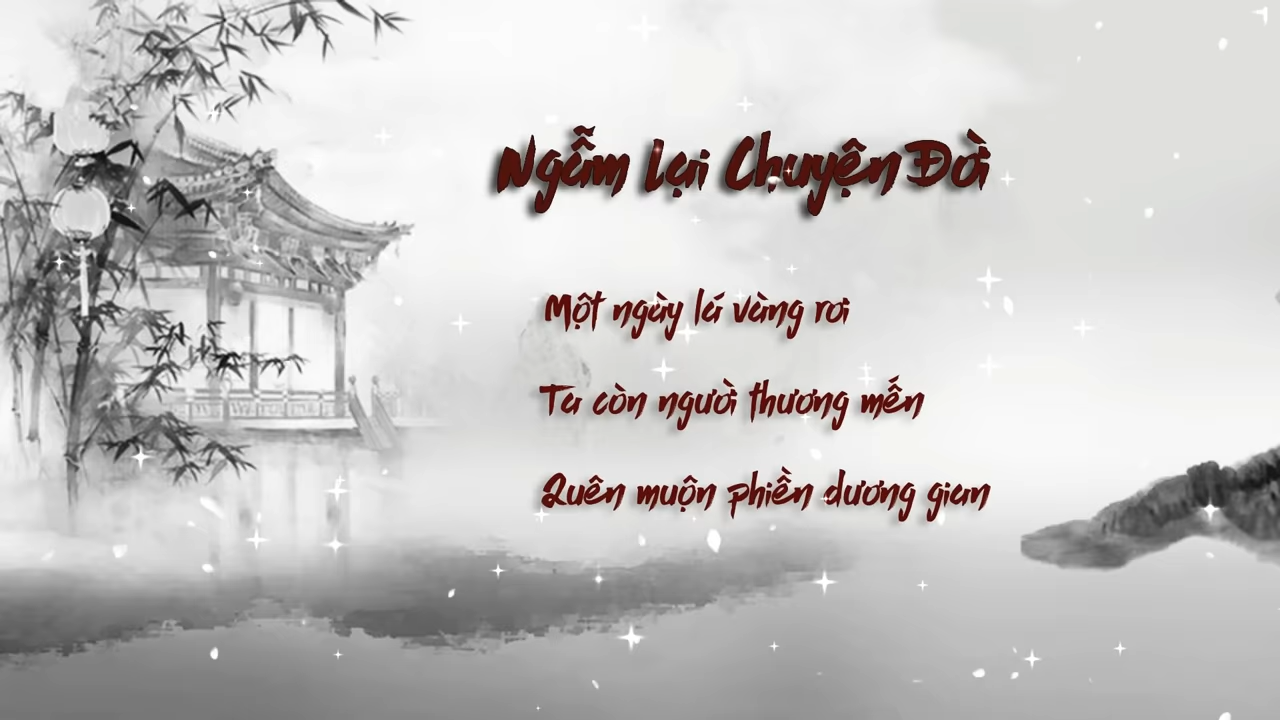 Ngẫm lại Chuyện Đời
Một ngày lá vàng rơi
Ta còn người thương mến
Quên muộn phiền dương gian